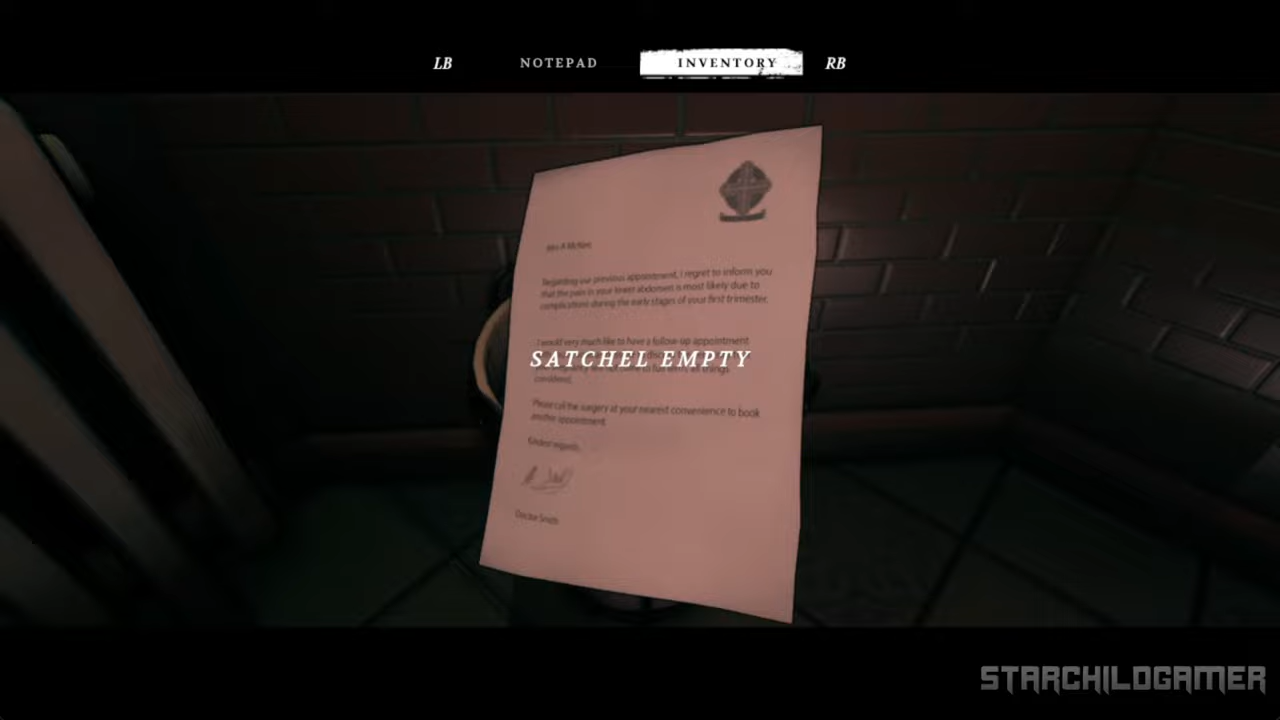 LB NOTEPAD INVENTORY RB
Regarding our previous appointment, I regret to inform you
that the pain in your lower abdomen is most likely due to
complications during the early stages of your first trimester.
I would very much like to have a follow-up appointment
SATCHEL EMPTY
considered.
Please call the surgery at your nearest convenience to book
another appointment.
Kindest regards,
Doctor Smith
STARCHILDGAMER